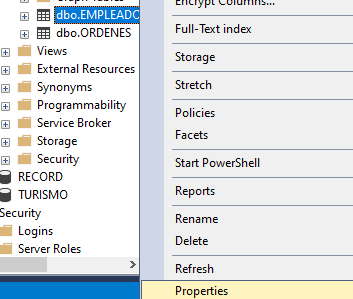 dbo.EMPLEADO
dbo.ORDENES
Views
External Resources
Synonyms
Programmability
Service Broker
Storage
Security
RECORD
TURISMO
Security
Logins
Server Roles
Encrypt Columns...
Full-Text index
Storage
Stretch
Policies
Facets
Start PowerShell
Reports
Rename
Delete
Refresh
Properties